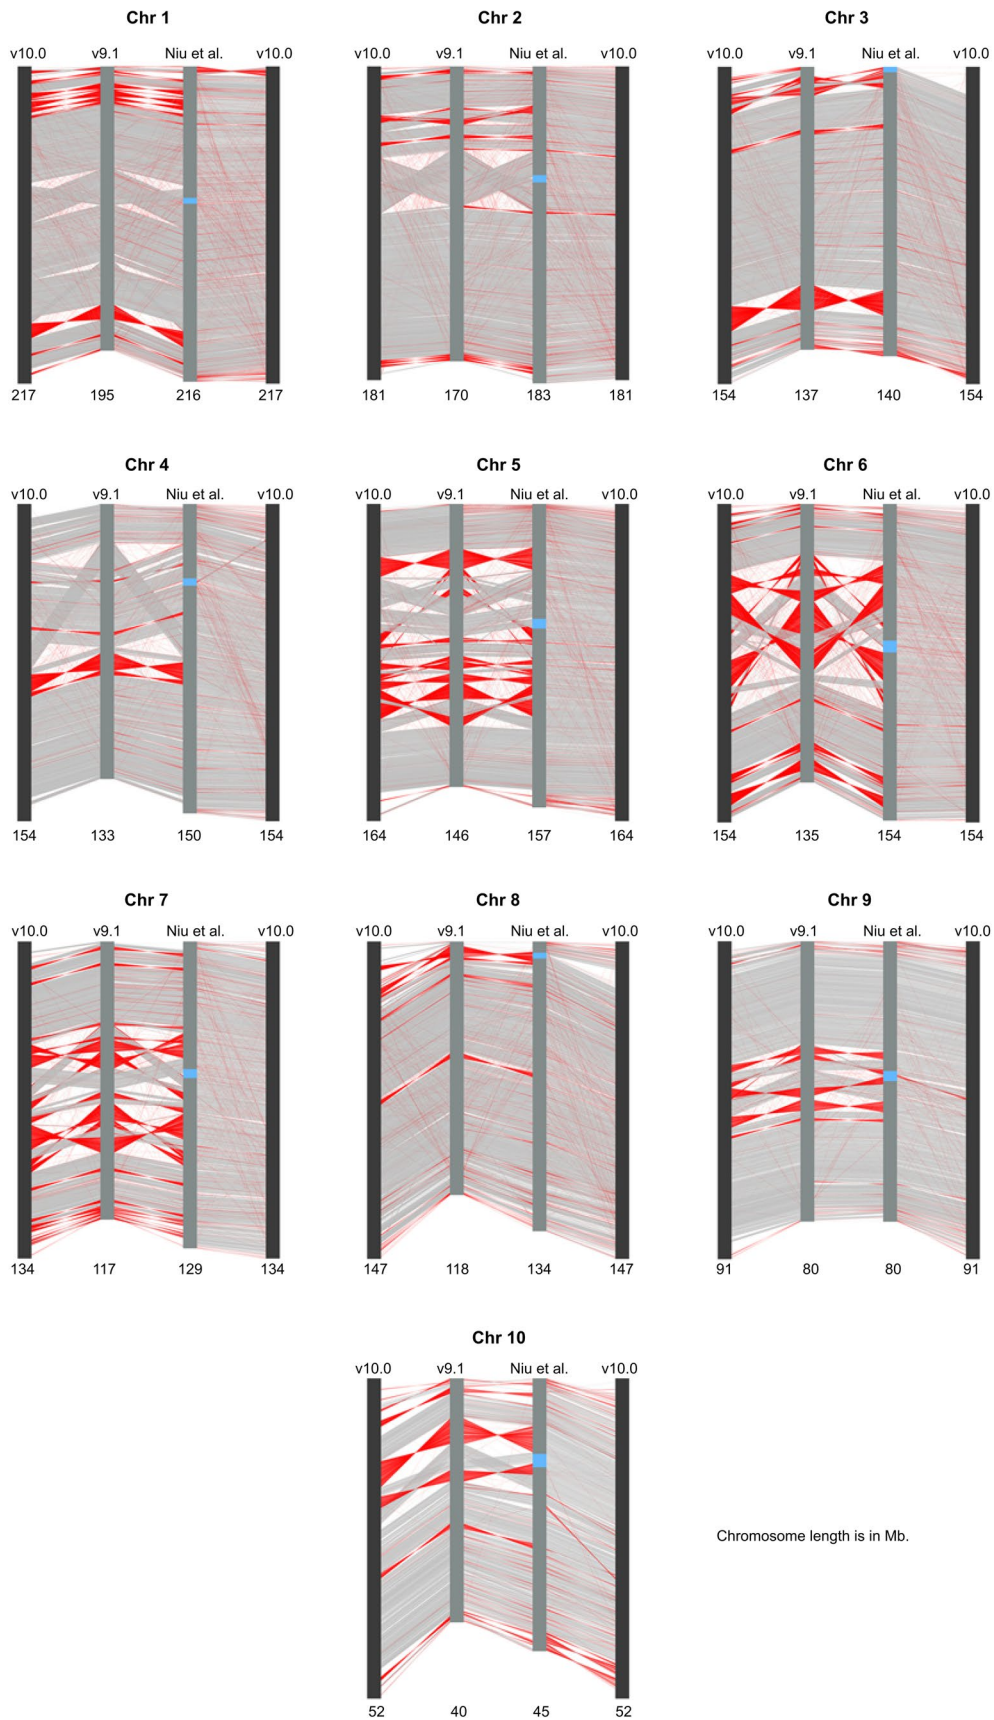 Chr 1
Chr 2
Chr 3
v10.0 v9.1 Niu et al. v10.0
v10.0 v9.1 Niu et al. v10.0
v10.0 v9.1 Niu et al. v10.0
217 195 216 217
181 170 183 181
154 137 140 154
Chr 4
Chr 5
Chr 6
v10.0 v9.1 Niu et al. v10.0
v10.0 v9.1 Niu et al. v10.0
v10.0 v9.1 Niu et al. v10.0
154 133 150 154
164 146 157 164
154 135 154 154
Chr 7
Chr 8
Chr 9
v10.0 v9.1 Niu et al. v10.0
v10.0 v9.1 Niu et al. v10.0
v10.0 v9.1 Niu et al. v10.0
134 117 129 134
147 118 134 147
91 80 80 91
Chr 10
v10.0 v9.1 Niu et al. v10.0
Chromosome length is in Mb.
52 40 45 52